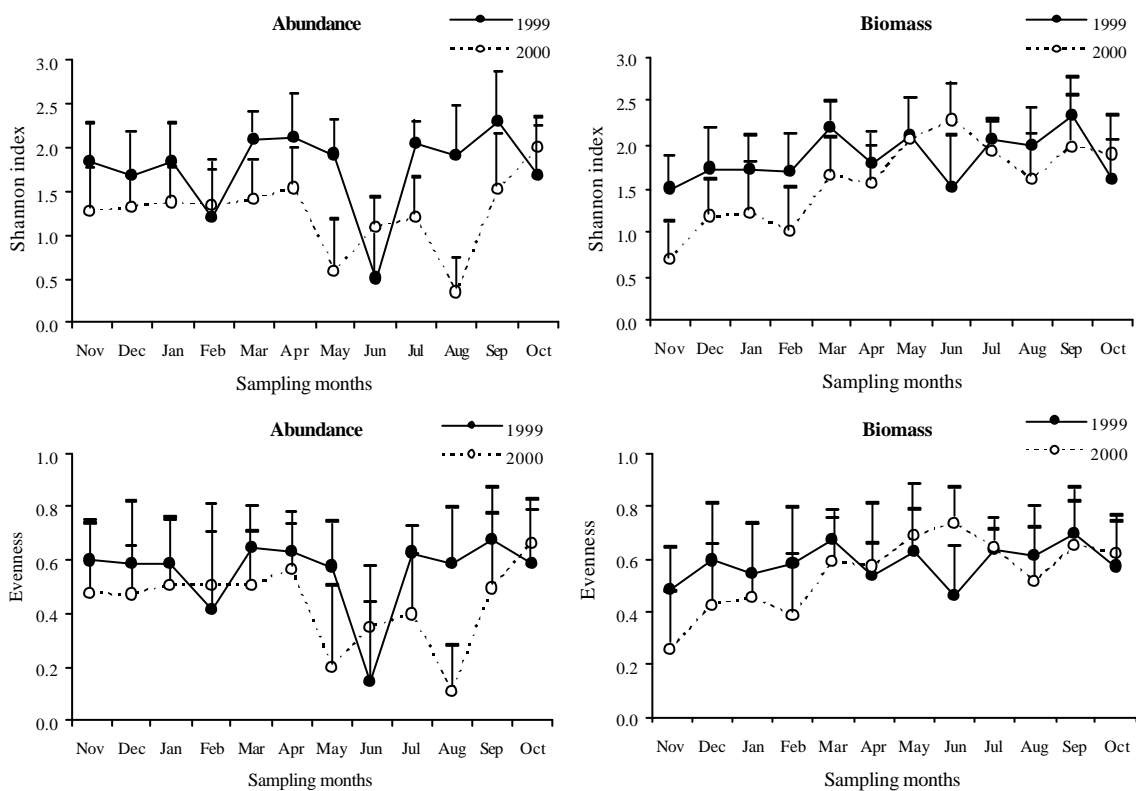 Abundance
1999
2000
Shannon index
3.0
2.5
2.0
1.5
1.0
0.5
0.0
Nov Dec Jan Feb Mar Apr May Jun Jul Aug Sep Oct
Sampling months
Biomass
1999
2000
Shannon index
3.0
2.5
2.0
1.5
1.0
0.5
0.0
Nov Dec Jan Feb Mar Apr May Jun Jul Aug Sep Oct
Sampling months
Abundance
1999
2000
Evenness
1.0
0.8
0.6
0.4
0.2
0.0
Nov Dec Jan Feb Mar Apr May Jun Jul Aug Sep Oct
Sampling months
Biomass
1999
2000
Evenness
1.0
0.8
0.6
0.4
0.2
0.0
Nov Dec Jan Feb Mar Apr May Jun Jul Aug Sep Oct
Sampling months